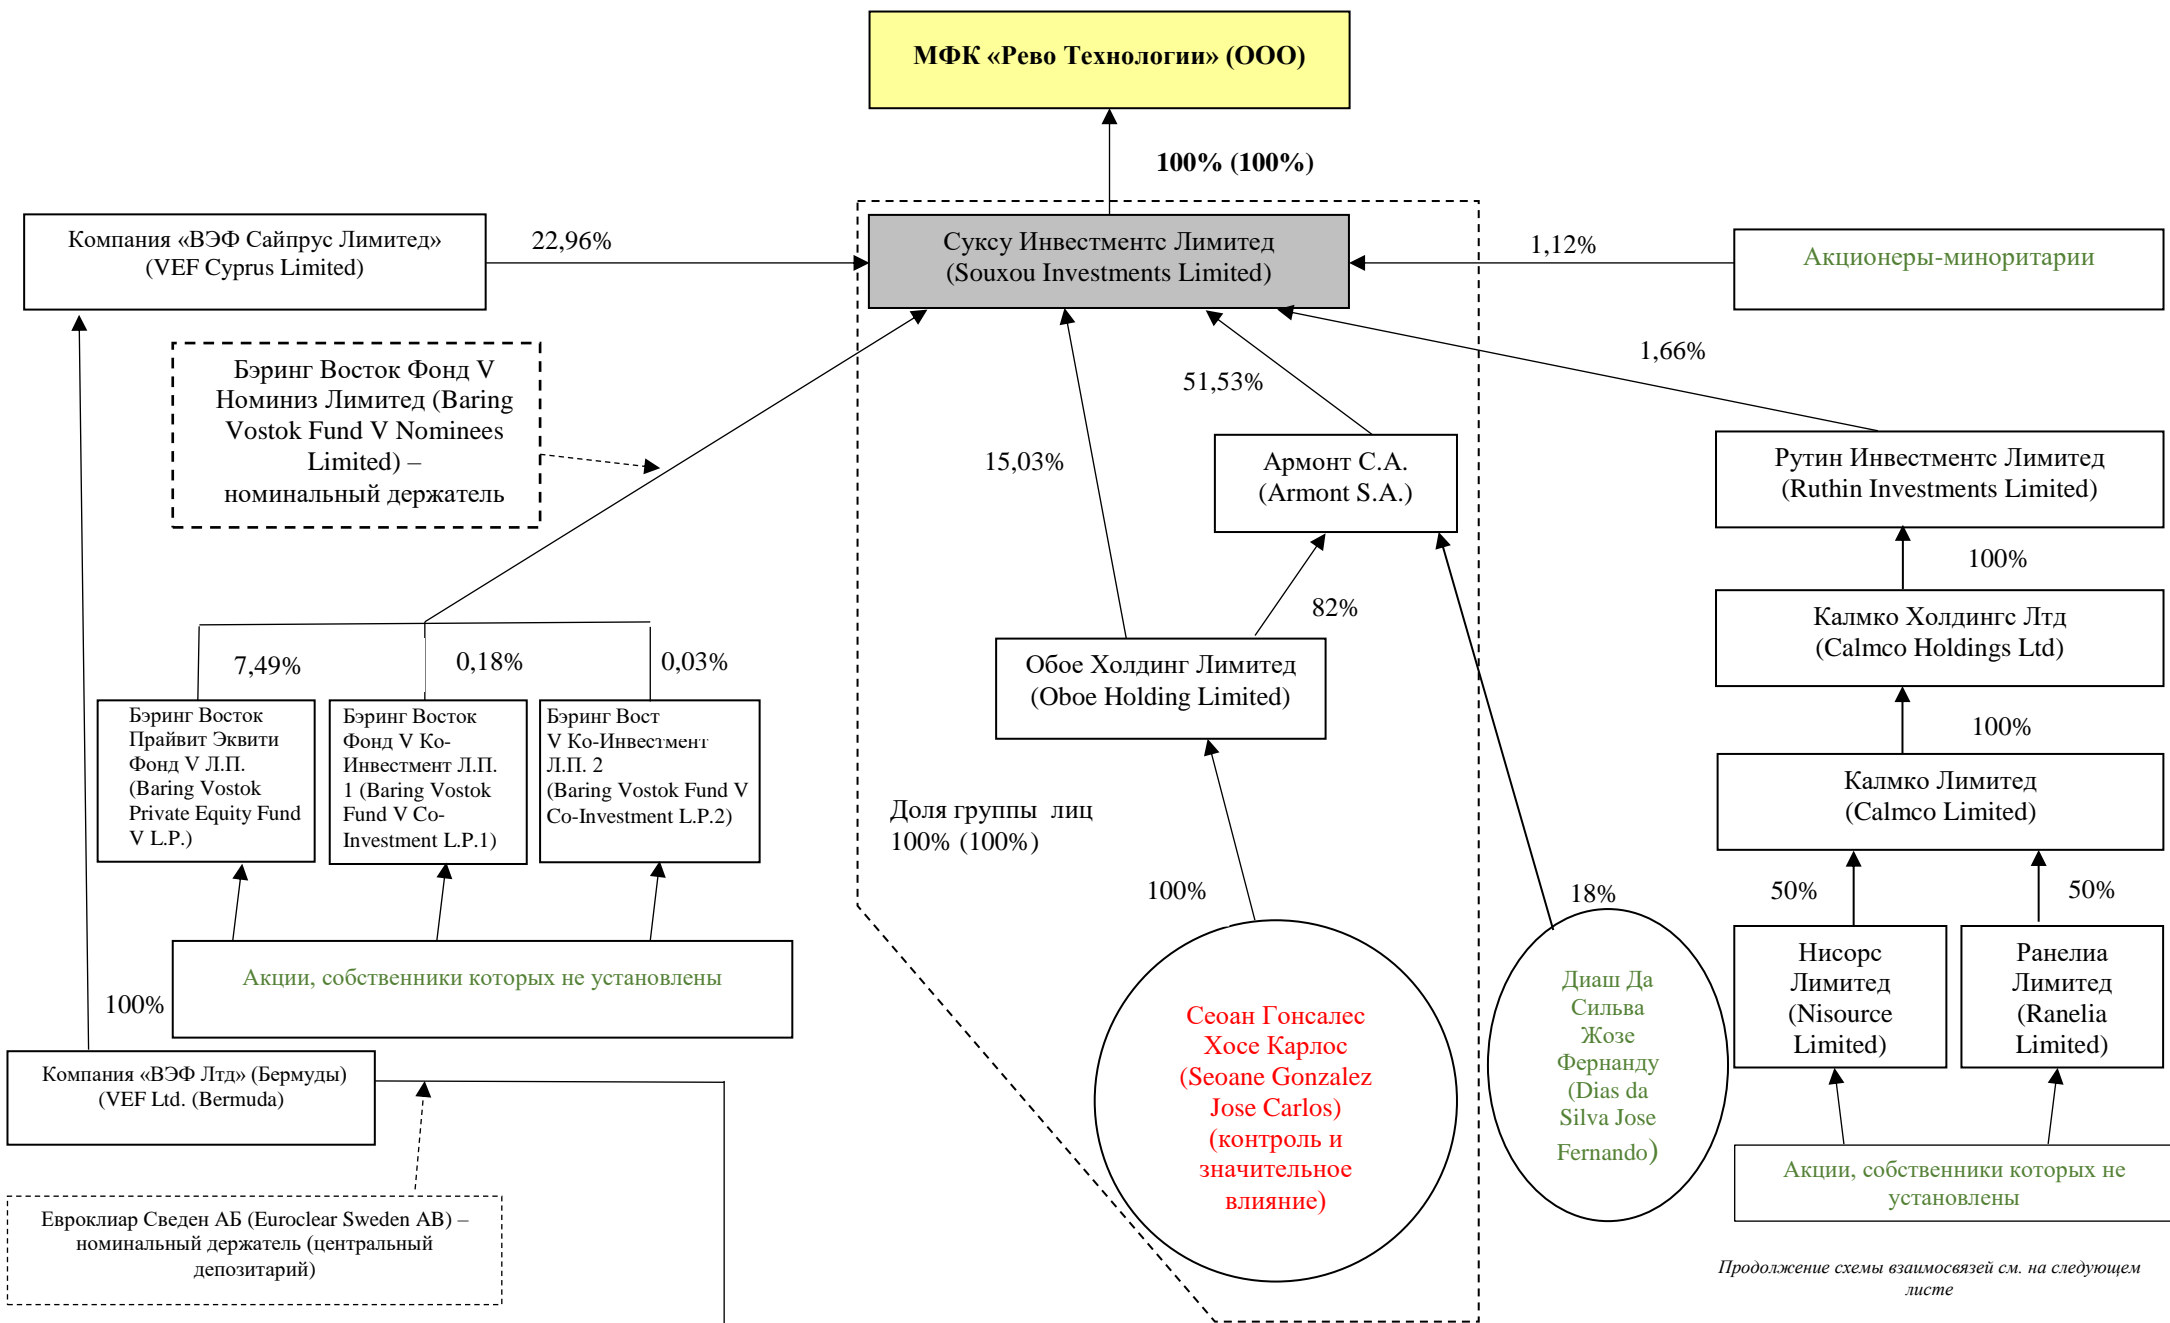 МФК «Рево Технологии» (ООО)
100% (100%)
Компания «ВЭФ Сайпрус Лимитед»
(VEF Cyprus Limited)
22,96%
Суксу Инвестментс Лимитед
(Souxou Investments Limited)
1,12%
Акционеры-миноритарии
Бэринг Восток Фонд V
Номиниз Лимитед (Baring
Vostok Fund V Nominees
Limited) –
номинальный держатель
15,03%
51,53%
1,66%
Армонт С.А.
(Armont S.A.)
Рутин Инвестментс Лимитед
(Ruthin Investments Limited)
100%
82%
Калмко Холдингс Лтд
(Calmco Holdings Ltd)
7,49%
0,18%
0,03%
Обое Холдинг Лимитед
(Oboe Holding Limited)
100%
Бэринг Восток
Прайвит Эквити
Фонд V Л.П.
(Baring Vostok
Private Equity Fund
V L.P.)
Бэринг Восток
Фонд V Ко-
Инвестмент Л.П.
1 (Baring Vostok
Fund V Co-
Investment L.P.1)
Бэринг Вост
V Ко-Инвестмент
Л.П. 2
(Baring Vostok Fund V
Co-Investment L.P.2)
Калмко Лимитед
(Calmco Limited)
Доля группы лиц
100% (100%)
100%
18%
50%
50%
Акции, собственники которых не установлены
100%
Сеоан Гонсалес
Хосе Карлос
(Seoane Gonzalez
Jose Carlos)
(контроль и
значительное
влияние)
Диаш Да
Сильва
Жозе
Фернанду
(Dias da
Silva Jose
Fernando)
Нисорс
Лимитед
(Nisource
Limited)
Ранелиа
Лимитед
(Ranelia
Limited)
Компания «ВЭФ Лтд» (Бермуды)
(VEF Ltd. (Bermuda)
Акции, собственники которых не
установлены
Евроклиар Сведен АБ (Euroclear Sweden AB) –
номинальный держатель (центральный
депозитарий)
Продолжение схемы взаимосвязей см. на следующем
листе